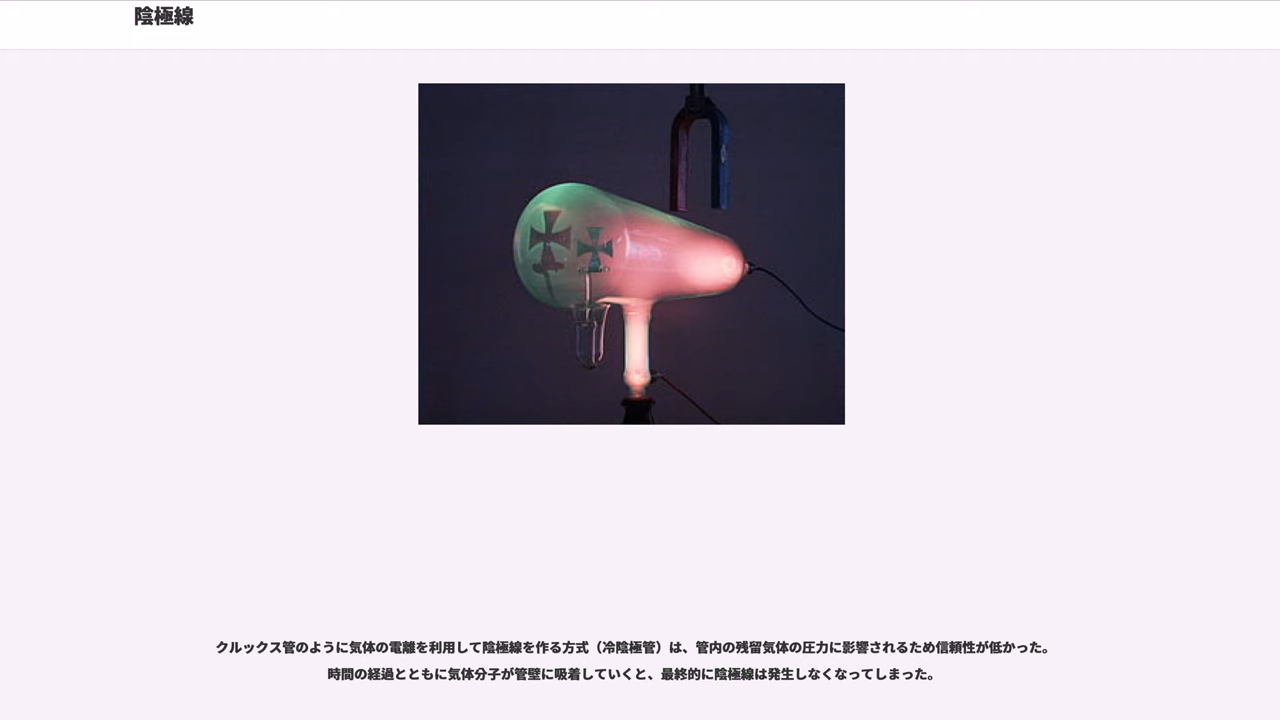 陰極線
クルックス管のように気体の電離を利用して陰極線を作る方式（冷陰極管）は、管内の残留気体の圧力に影響されるため信頼性が低かった。
時間の経過とともに気体分子が管壁に吸着していくと、最終的に陰極線は発生しなくなってしまった。